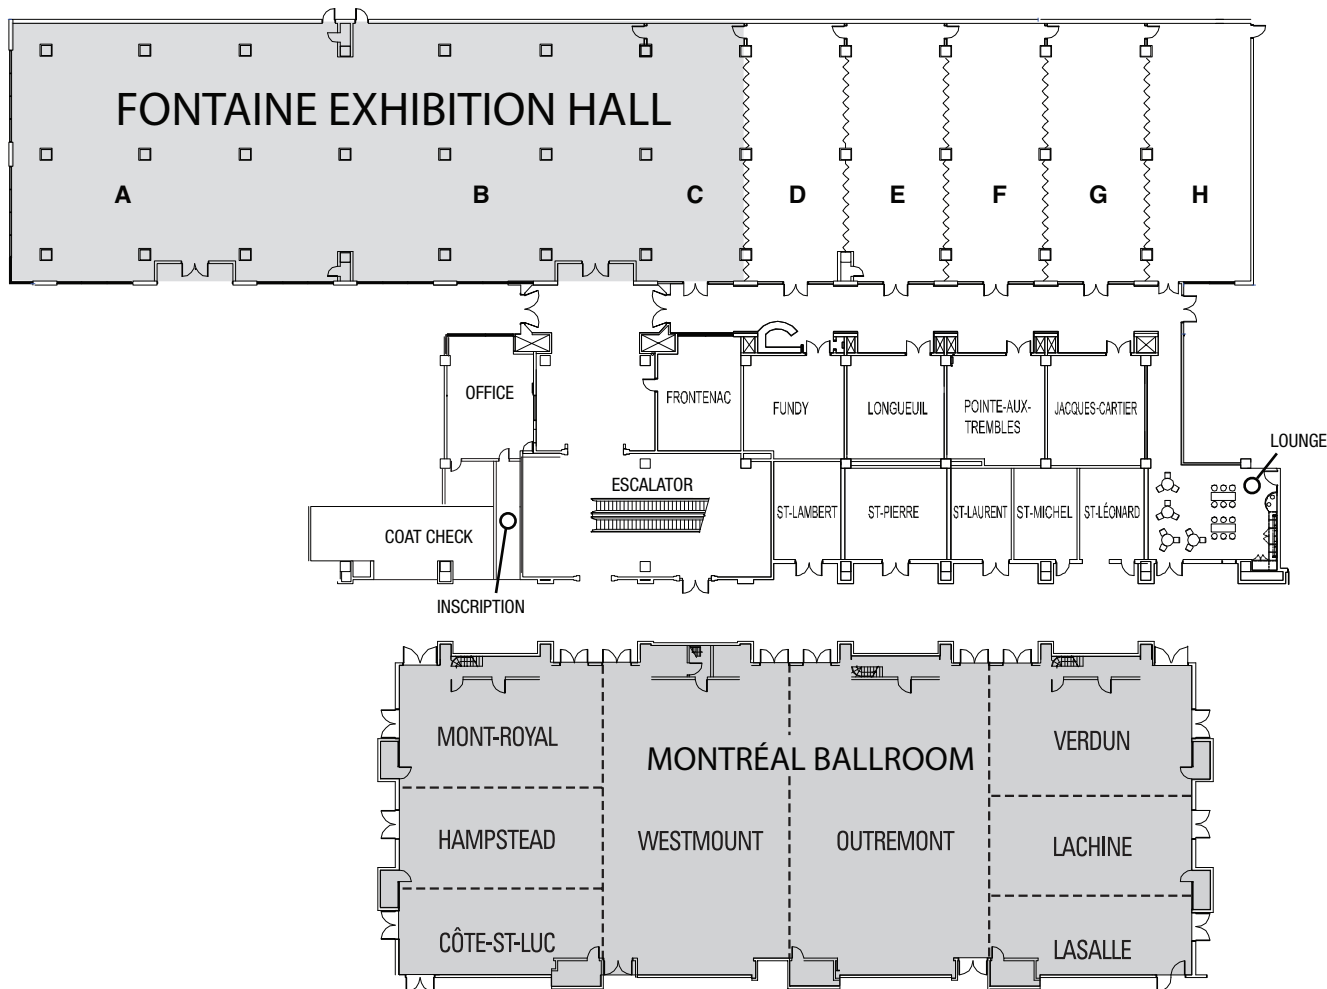 FONTAINE EXHIBITION HALL
A
B
C
D
E
F
G
H
OFFICE
FRONTENAC
FUNDY
LONGUEUIL
POINTE-AUX-
TREMBLES
JACQUES-CARTIER
LOUNGE
ESCALATOR
COAT CHECK
ST-LAMBERT
ST-PIERRE
ST-LAURENT
ST-MICHEL
ST-LÉONARD
INSCRIPTION
MONT-ROYAL
MONTRÉAL BALLROOM
VERDUN
HAMPSTEAD
WESTMOUNT
OUTREMONT
LACHINE
CÔTE-ST-LUC
LASALLE